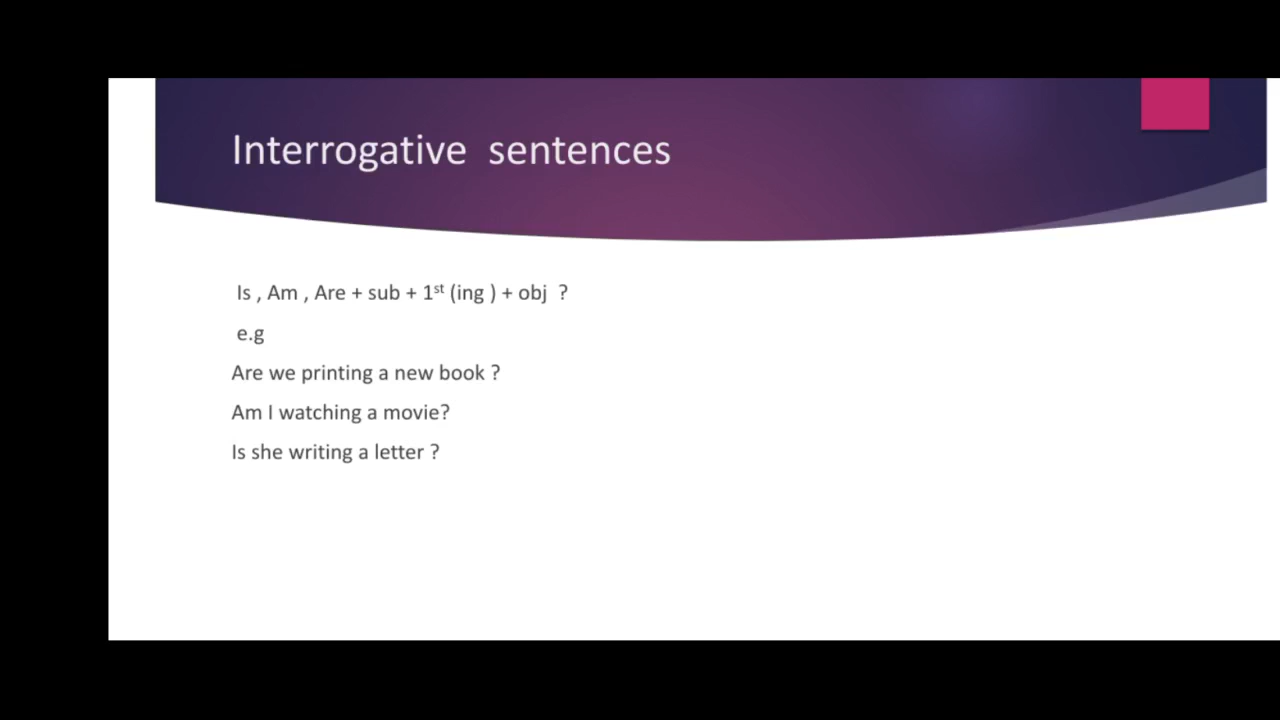 Interrogative sentences
Is , Am , Are + sub + 1st (ing ) + obj ?
e.g
Are we printing a new book ?
Am I watching a movie?
Is she writing a letter ?